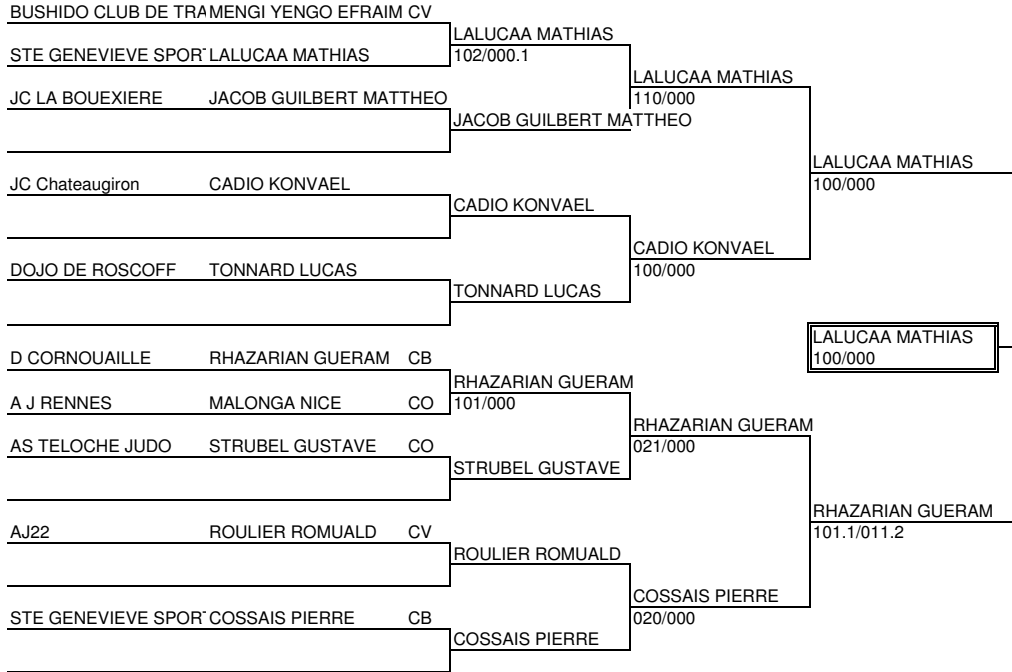 BUSHIDO CLUB DE TRA MENGI YENGO EFRAIM CV
LALUCAA MATHIAS
STE GENEVIEVE SPOR LALUCAA MATHIAS
102/000.1
LALUCAA MATHIAS
110/000
JC LA BOUEXIERE JACOB GUILBERT MATTHEO
JACOB GUILBERT MATTHEO
LALUCAA MATHIAS
100/000
JC Chateaugiron CADIO KONVAEL
CADIO KONVAEL
CADIO KONVAEL
100/000
DOJO DE ROSCOFF TONNARD LUCAS
TONNARD LUCAS
LALUCAA MATHIAS
100/000
D CORNOUAILLE RHAZARIAN GUERAM CB
RHAZARIAN GUERAM
A J RENNES MALONGA NICE CO
101/000
RHAZARIAN GUERAM
021/000
AS TELOCHE JUDO STRUBEL GUSTAVE CO
STRUBEL GUSTAVE
RHAZARIAN GUERAM
101.1/011.2
AJ22 ROULIER ROMUALD CV
ROULIER ROMUALD
COSSAIS PIERRE
020/000
STE GENEVIEVE SPOR COSSAIS PIERRE CB
COSSAIS PIERRE